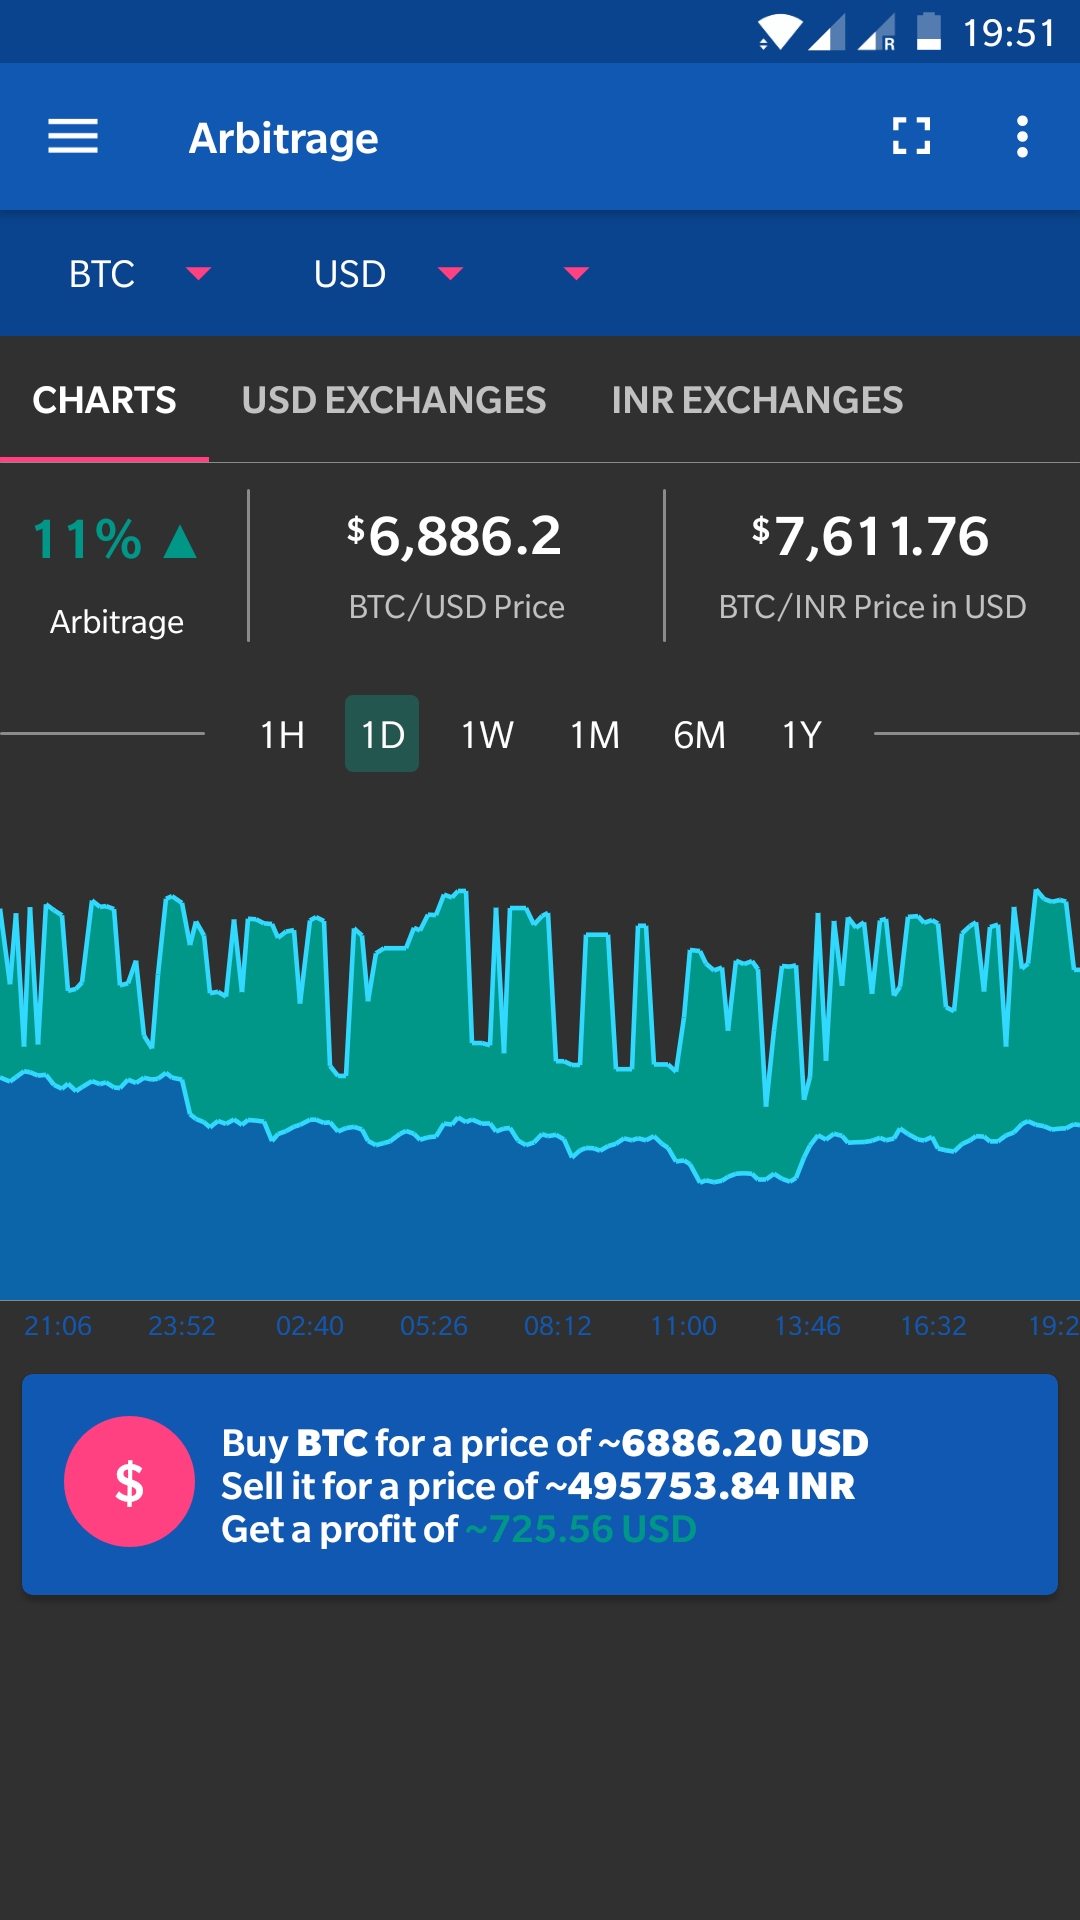 R 19:51
Arbitrage
BTC USD
CHARTS USD EXCHANGES INR EXCHANGES
11% ▲ $6,886.2 $7,611.76
Arbitrage BTC/USD Price BTC/INR Price in USD
1H 1D 1W 1M 6M 1Y
21:06 23:52 02:40 05:26 08:12 11:00 13:46 16:32 19:2
$
Buy BTC for a price of ~6886.20 USD
Sell it for a price of ~495753.84 INR
Get a profit of ~725.56 USD